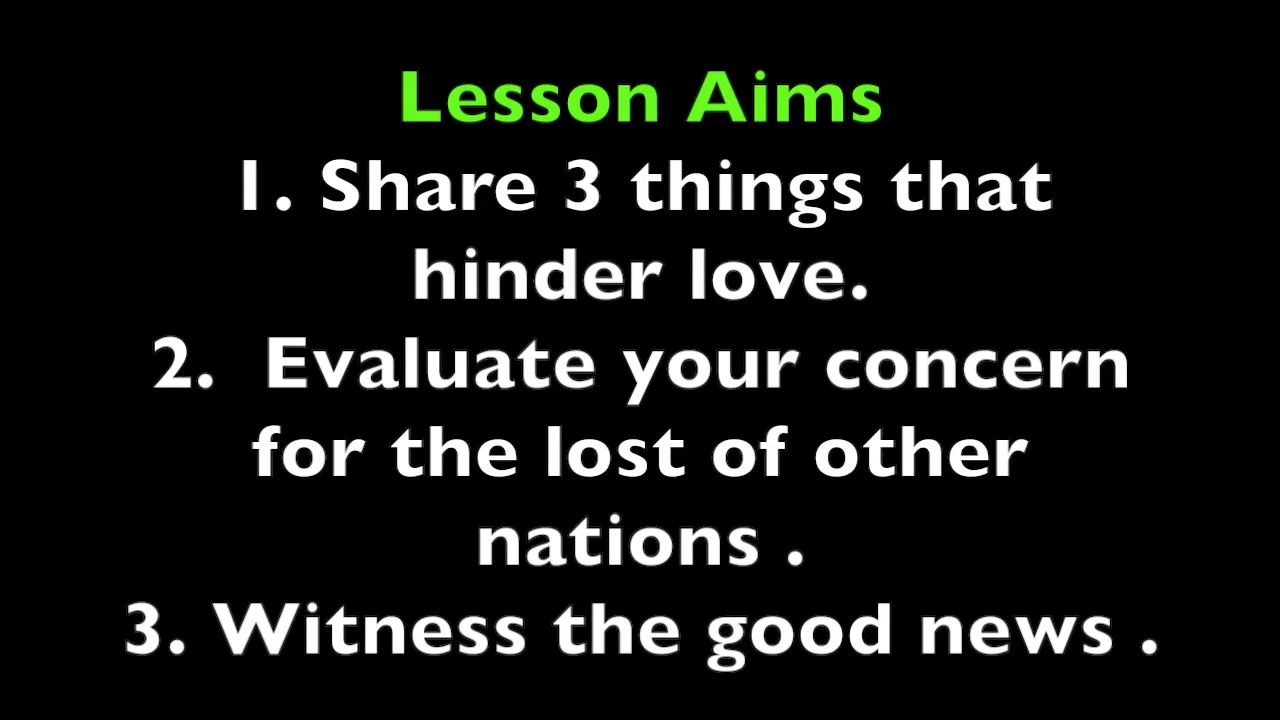 Lesson Aims
1. Share 3 things that
hinder love.
2.  Evaluate your concern
for the lost of other
nations .
3. Witness the good news .